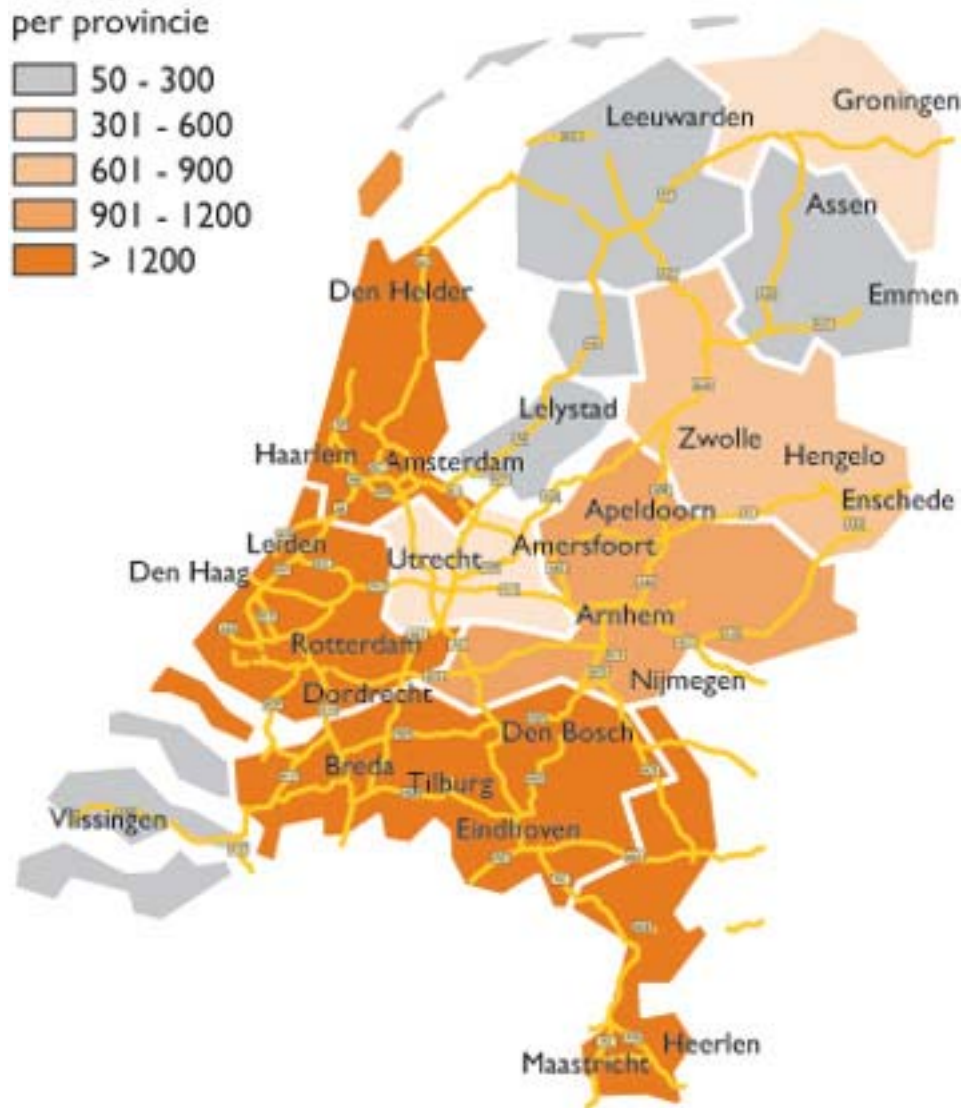 per provincie
50 - 300
301 - 600
601 - 900
901 - 1200
> 1200
Groningen
Leeuwarden
Assen
Emmen
Den Helder
Lelystad
Zwolle
Hengelo
Haarlem
Amsterdam
Enschede
Apeldoorn
Leiden
Utrecht
Amersfoort
Den Haag
Arnhem
Rotterdam
Nijmegen
Dordrecht
Den Bosch
Breda
Tilburg
Vlissingen
Eindhoven
Heerlen
Maastricht